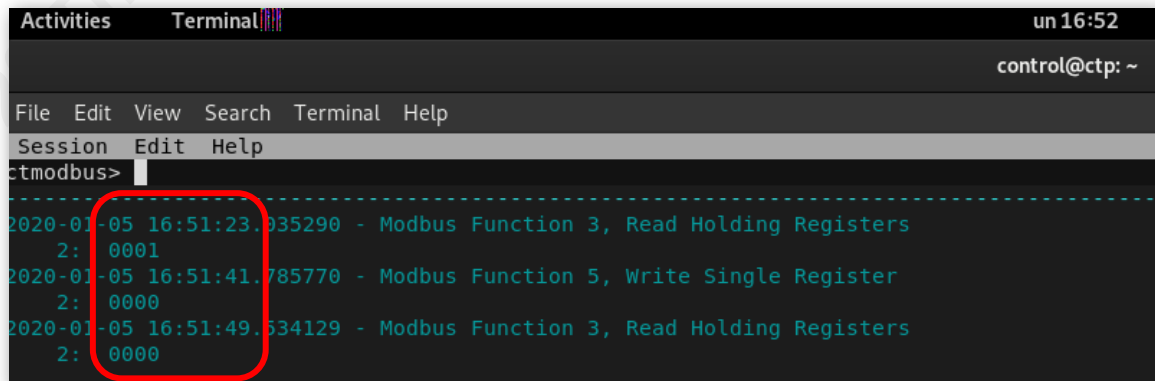 Activities Terminal un 16:52
control@ctp: ~
File Edit View Search Terminal Help
Session Edit Help
ctmodbus>
2020-01-05 16:51:23.035290 - Modbus Function 3, Read Holding Registers
2: 0001
2020-01-05 16:51:41.785770 - Modbus Function 5, Write Single Register
2: 0000
2020-01-05 16:51:49.534129 - Modbus Function 3, Read Holding Registers
2: 0000